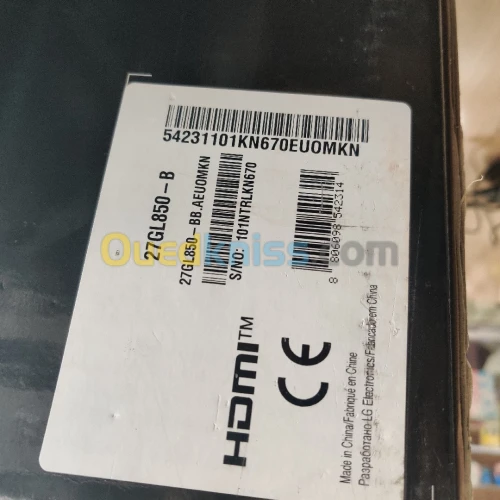 54231101KN670EUOMKN
27GL850-B
27GL850-BB.AEUOMKN
S/NO: 101NTRLKN670
8 806098 542314
HDMI™
CE
Made in China/Fabriqué en Chine
Разработано LG Electronics/Fabricado em China
Ouedkniss.com